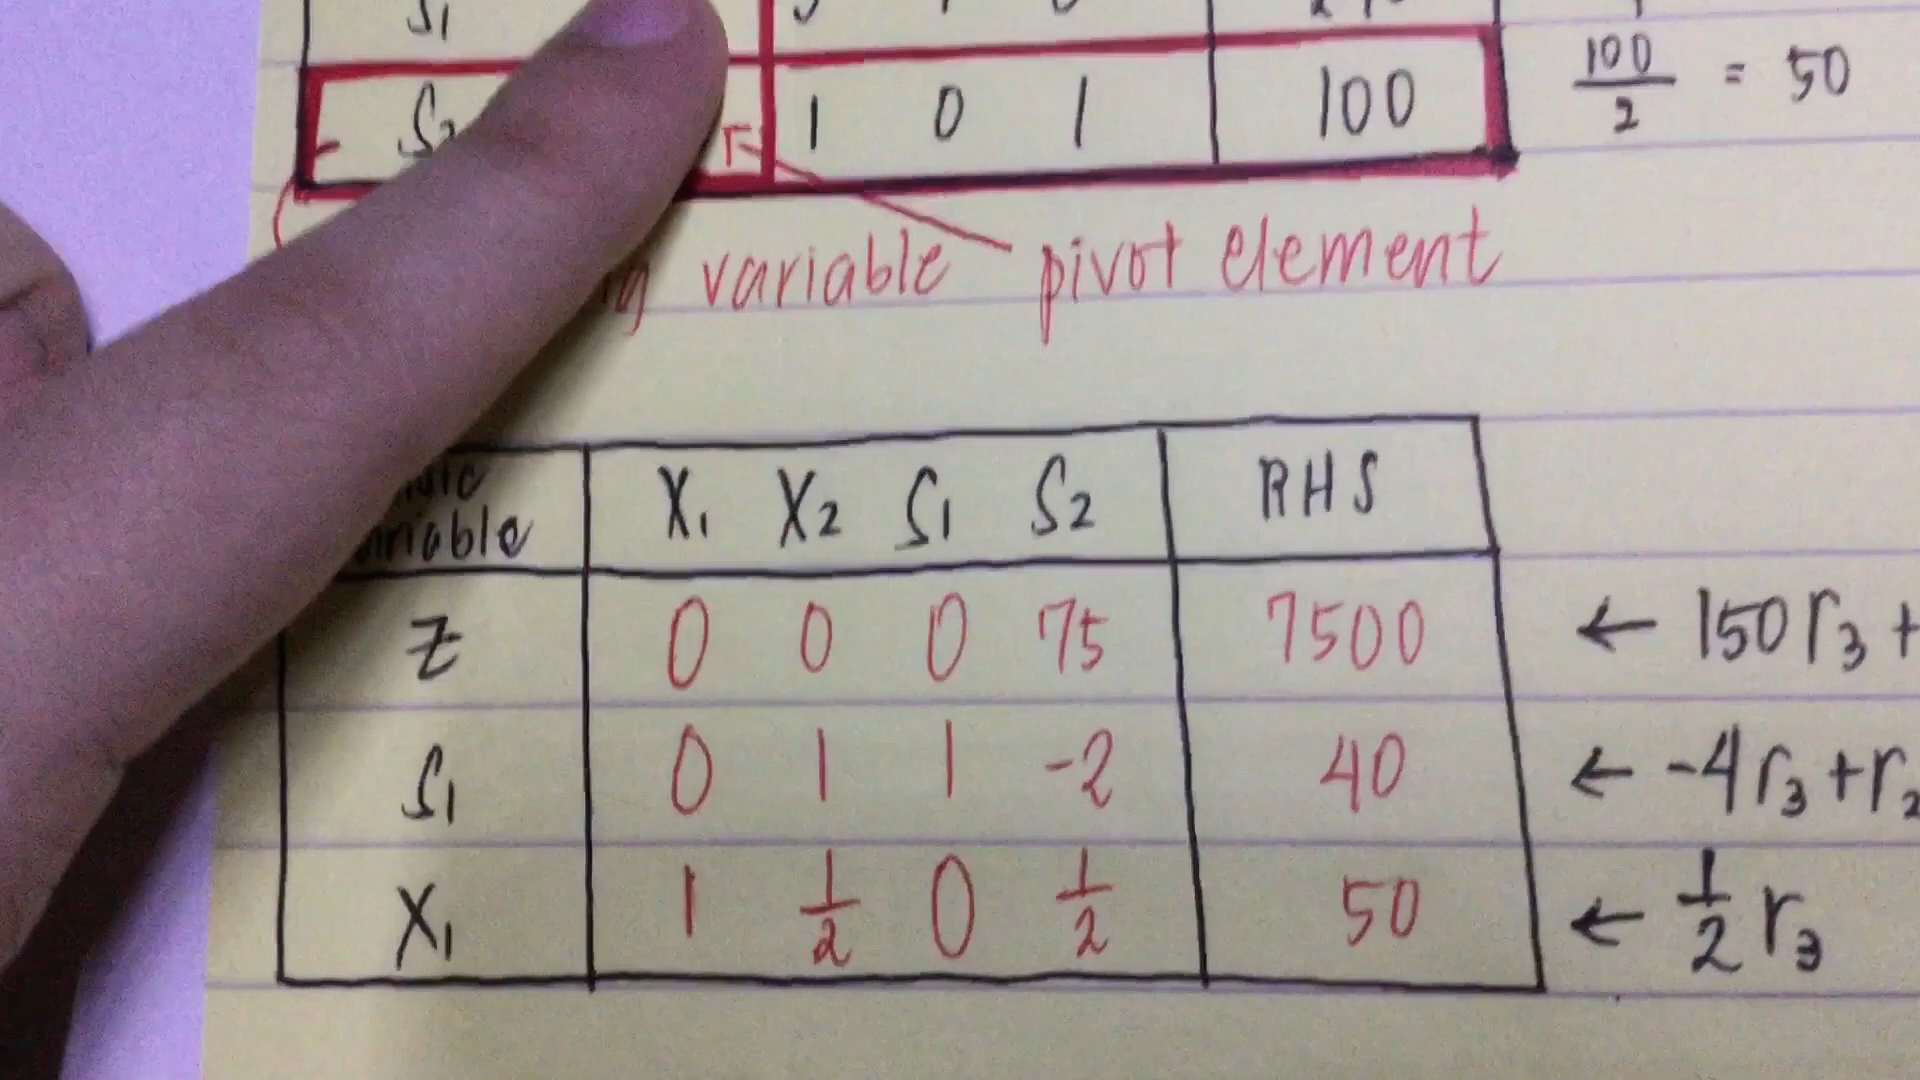 S₁
S₂ 1 0 1 100 100/2 = 50
variable pivot element
X₁ X₂ S₁ S₂ RHS
Z 0 0 0 75 7500 ← 150r₃ +
S₁ 0 1 1 -2 40 ← -4r₃ +r₂
X₁ 1 1/2 0 1/2 50 ← 1/2 r₃